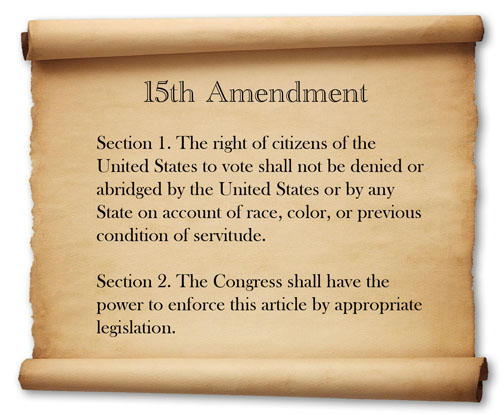 15th Amendment
Section 1. The right of citizens of the
United States to vote shall not be denied or
abridged by the United States or by any
State on account of race, color, or previous
condition of servitude.
Section 2. The Congress shall have the
power to enforce this article by appropriate
legislation.